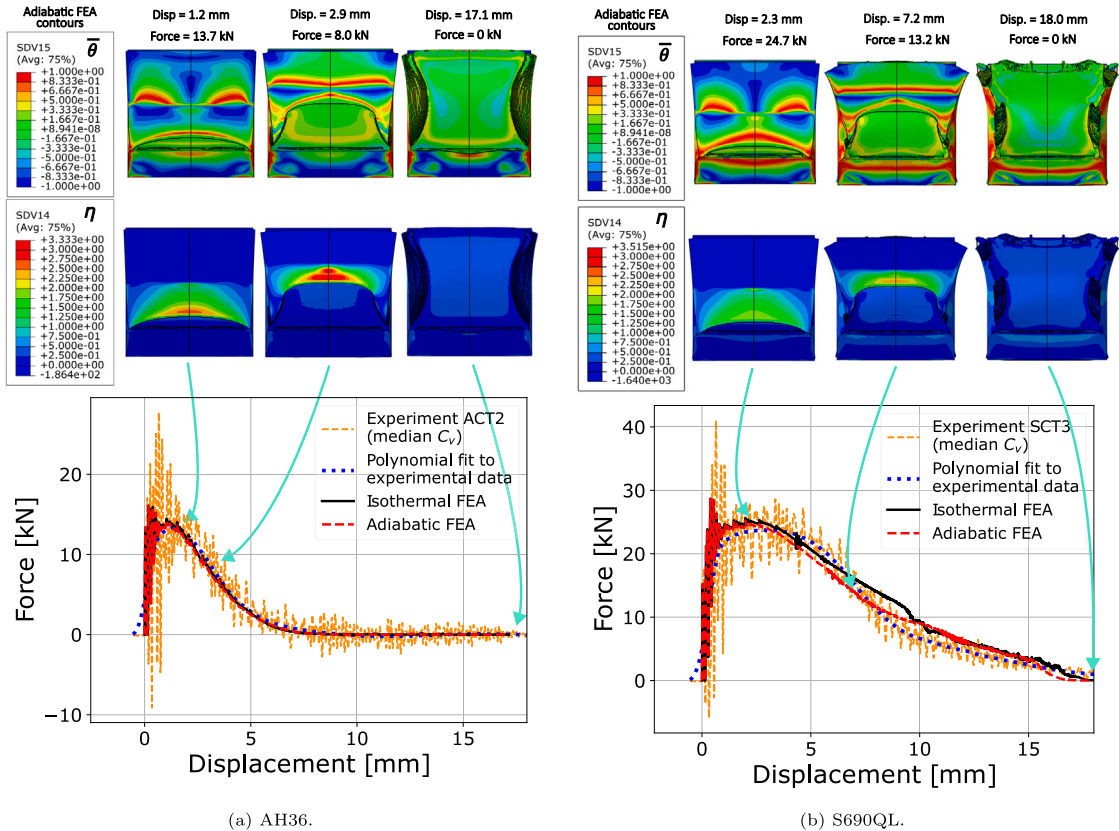 Adiabatic FEA
contours
Disp = 1.2 mm
Force = 13.7 kN
Disp. = 2.9 mm
Force = 8.0 kN
Disp. = 17.1 mm
Force = 0 kN
SDV15
θ̅
(Avg: 75%)
+1.000e+00
+8.333e-01
+6.667e-01
+5.000e-01
+3.333e-01
+1.667e-01
+8.941e-08
-1.667e-01
-3.333e-01
-5.000e-01
-6.667e-01
-8.333e-01
-1.000e+00
SDV14
η
(Avg: 75%)
+3.333e+00
+3.000e+00
+2.750e+00
+2.500e+00
+2.250e+00
+2.000e+00
+1.750e+00
+1.500e+00
+1.250e+00
+1.000e+00
+7.500e-01
+5.000e-01
+2.500e-01
+0.000e+00
-1.864e+02
Experiment ACT2
(median Cᵥ)
Polynomial fit to
experimental data
Isothermal FEA
Adiabatic FEA
Force [kN]
20
10
0
−10
0
5
10
15
Displacement [mm]
(a) AH36.
Adiabatic FEA
contours
Disp. = 2.3 mm
Force = 24.7 kN
Disp. = 7.2 mm
Force = 13.2 kN
Disp. = 18.0 mm
Force = 0 kN
SDV15
θ̅
(Avg: 75%)
+1.000e+00
+8.333e-01
+6.667e-01
+5.000e-01
+3.333e-01
+1.667e-01
+8.941e-08
-1.667e-01
-3.333e-01
-5.000e-01
-6.667e-01
-8.333e-01
-1.000e+00
SDV14
η
(Avg: 75%)
+3.515e+00
+3.000e+00
+2.750e+00
+2.500e+00
+2.250e+00
+2.000e+00
+1.750e+00
+1.500e+00
+1.250e+00
+1.000e+00
+7.500e-01
+5.000e-01
+2.500e-01
+0.000e+00
-1.640e+03
Experiment SCT3
(median Cᵥ)
Polynomial fit to
experimental data
Isothermal FEA
Adiabatic FEA
Force [kN]
40
30
20
10
0
0
5
10
15
Displacement [mm]
(b) S690QL.